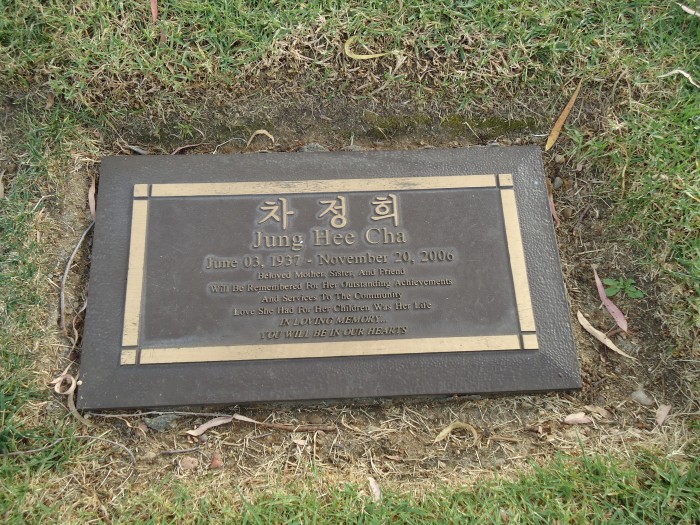 차 정 희
Jung Hee Cha
June 03, 1937 - November 20, 2006
Beloved Mother, Sister, And Friend
Will Be Remembered For Her Outstanding Achievements
And Services To The Community
Love She Had For Her Children Was Her Life
IN LOVING MEMORY...
YOU WILL BE IN OUR HEARTS